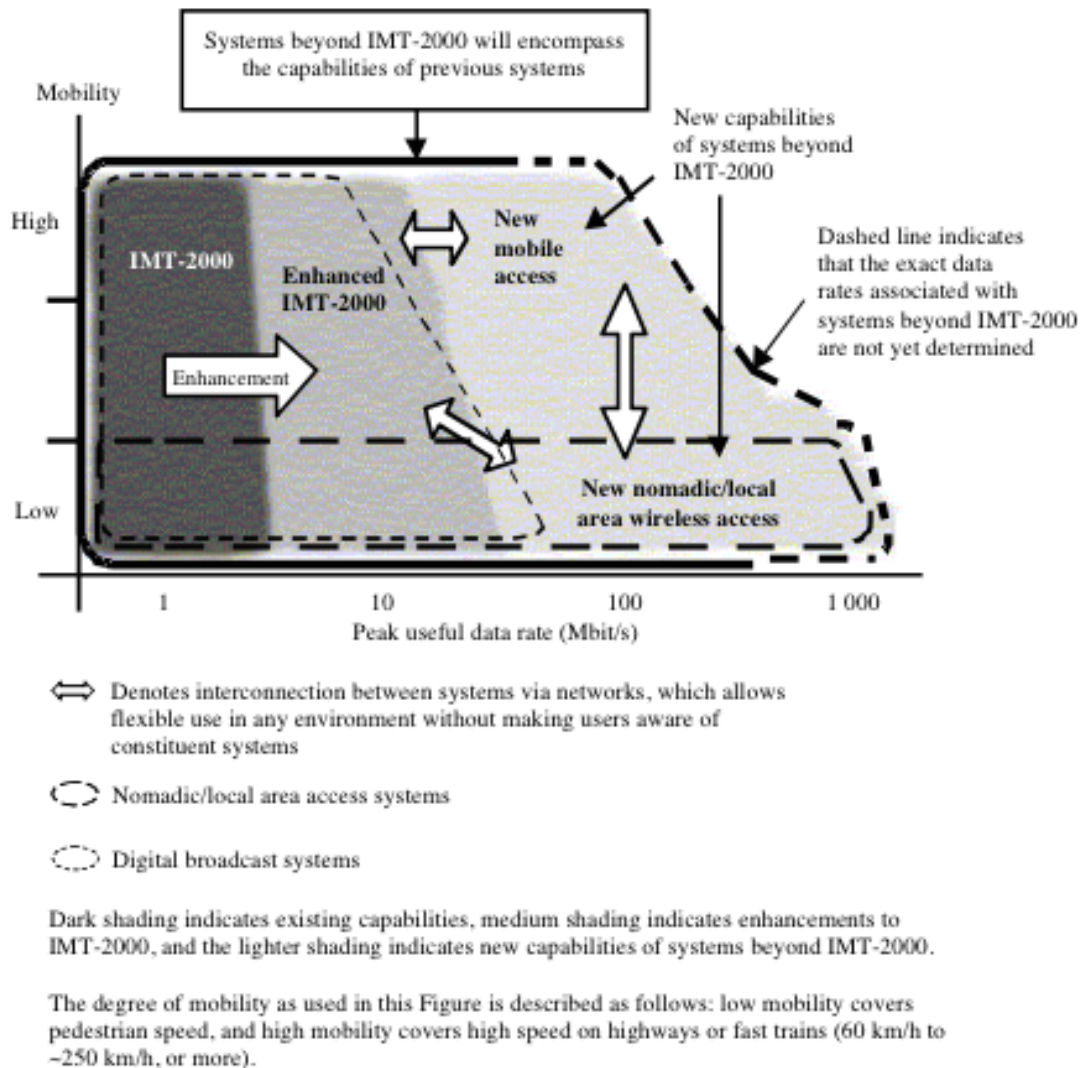 Systems beyond IMT-2000 will encompass
the capabilities of previous systems
Mobility
New capabilities
of systems beyond
IMT-2000
High
New
mobile
access
Dashed line indicates
that the exact data
rates associated with
systems beyond IMT-2000
are not yet determined
IMT-2000
Enhanced
IMT-2000
Enhancement
Low
New nomadic/local
area wireless access
1 10 100 1 000
Peak useful data rate (Mbit/s)
Denotes interconnection between systems via networks, which allows
flexible use in any environment without making users aware of
constituent systems
Nomadic/local area access systems
Digital broadcast systems
Dark shading indicates existing capabilities, medium shading indicates enhancements to
IMT-2000, and the lighter shading indicates new capabilities of systems beyond IMT-2000.
The degree of mobility as used in this Figure is described as follows: low mobility covers
pedestrian speed, and high mobility covers high speed on highways or fast trains (60 km/h to
~250 km/h, or more).